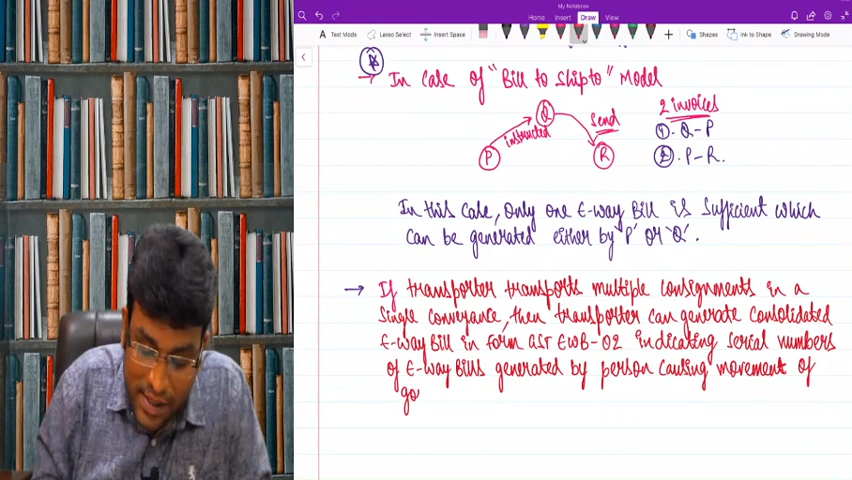 My Notebook
Home Insert Draw View
Text Mode Lasso Select Insert Space Shapes Ink to Shape Drawing Mode
→ In Case of "Bill to Ship to" Model
P instructed Q Send R
2 invoices
① . Q - P
② . P - R.
In this Case, Only one E-way Bill is Sufficient which
can be generated either by 'P' or 'Q'.
→ If transporter transports multiple consignments in a
Single Conveyance, then transporter can generate Consolidated
E-way Bill in form GST EWB-02 indicating serial numbers
of E-way Bills generated by person causing movement of
go